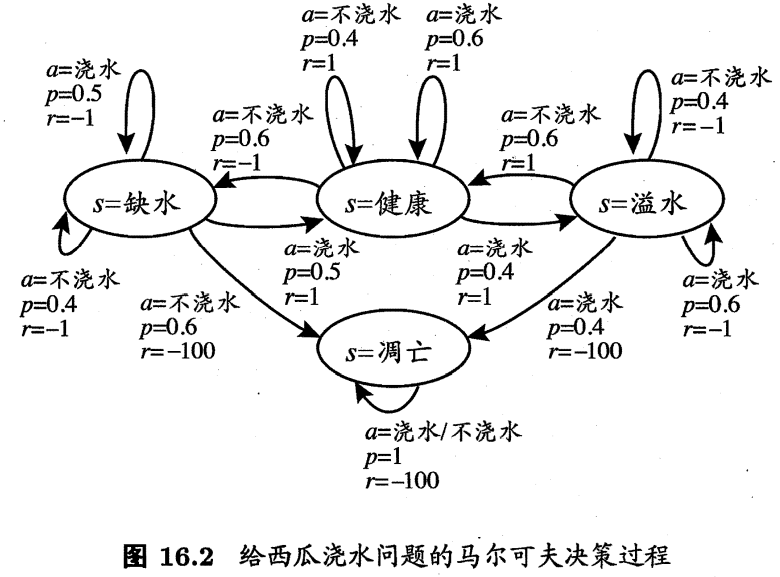 a=不浇水
p=0.4
r=1
a=浇水
p=0.6
r=1
a=浇水
p=0.5
r=-1
a=不浇水
p=0.6
r=-1
a=不浇水
p=0.6
r=1
a=不浇水
p=0.4
r=-1
s=缺水
s=健康
s=溢水
a=不浇水
p=0.4
r=-1
a=不浇水
p=0.6
r=-100
a=浇水
p=0.5
r=1
a=浇水
p=0.4
r=1
a=浇水
p=0.4
r=-100
a=浇水
p=0.6
r=-1
s=凋亡
a=浇水/不浇水
p=1
r=-100
图 16.2 给西瓜浇水问题的马尔可夫决策过程